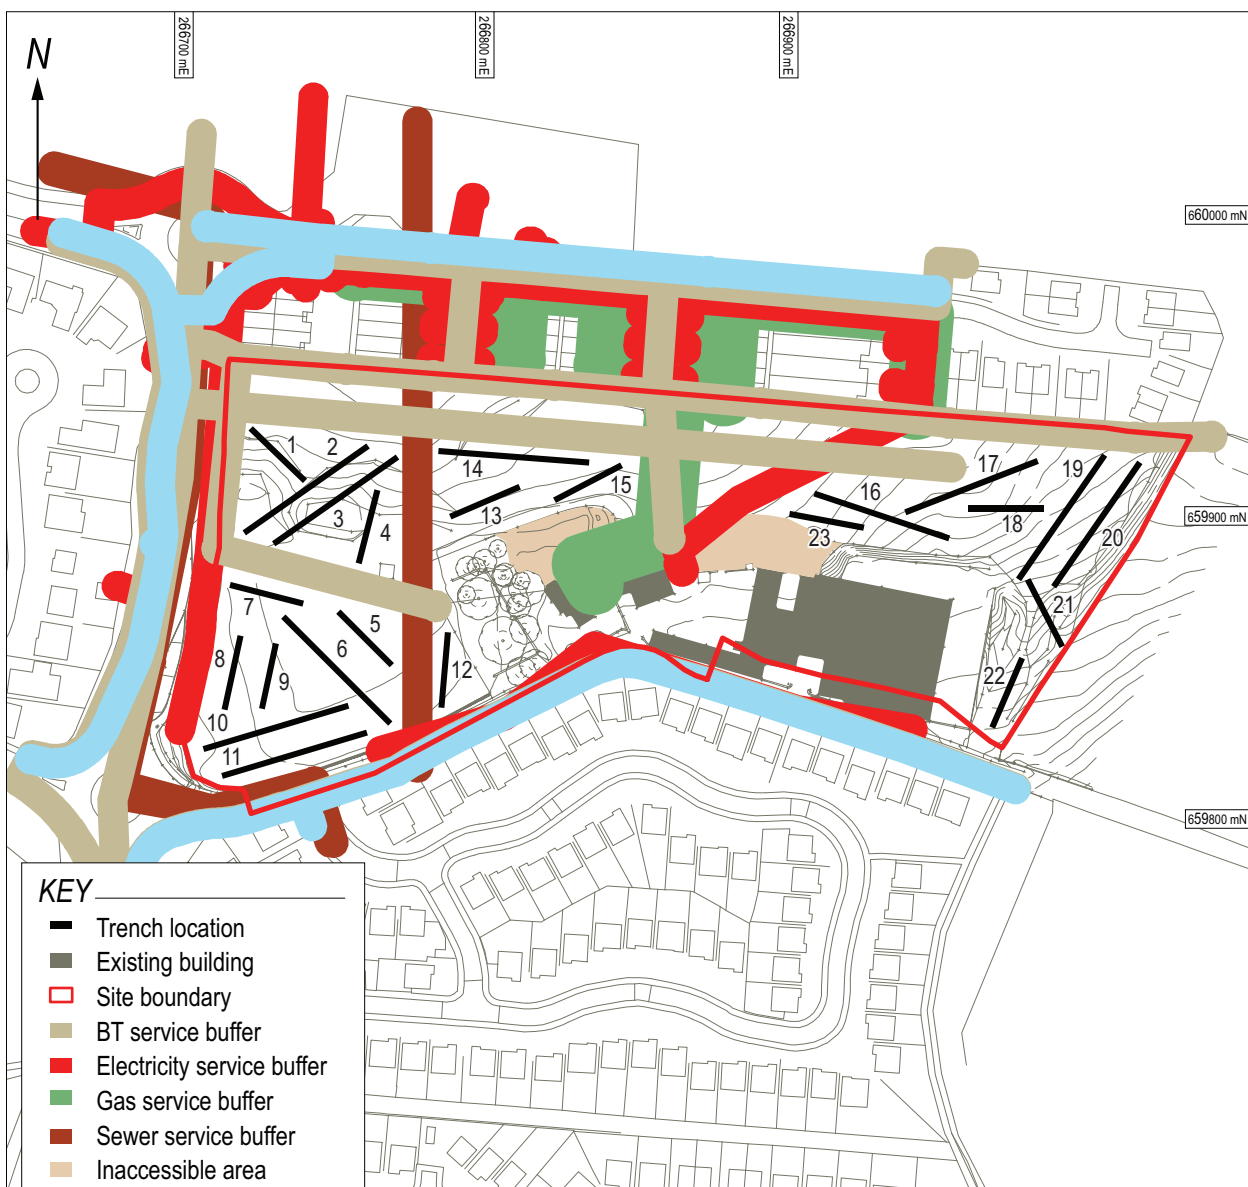 266700 mE
266800 mE
266900 mE
N
660000 mN
1
2
14
17
19
15
16
3
13
18
659900 mN
4
23
20
7
5
21
8
6
12
9
22
10
11
659800 mN
KEY
Trench location
Existing building
Site boundary
BT service buffer
Electricity service buffer
Gas service buffer
Sewer service buffer
Inaccessible area